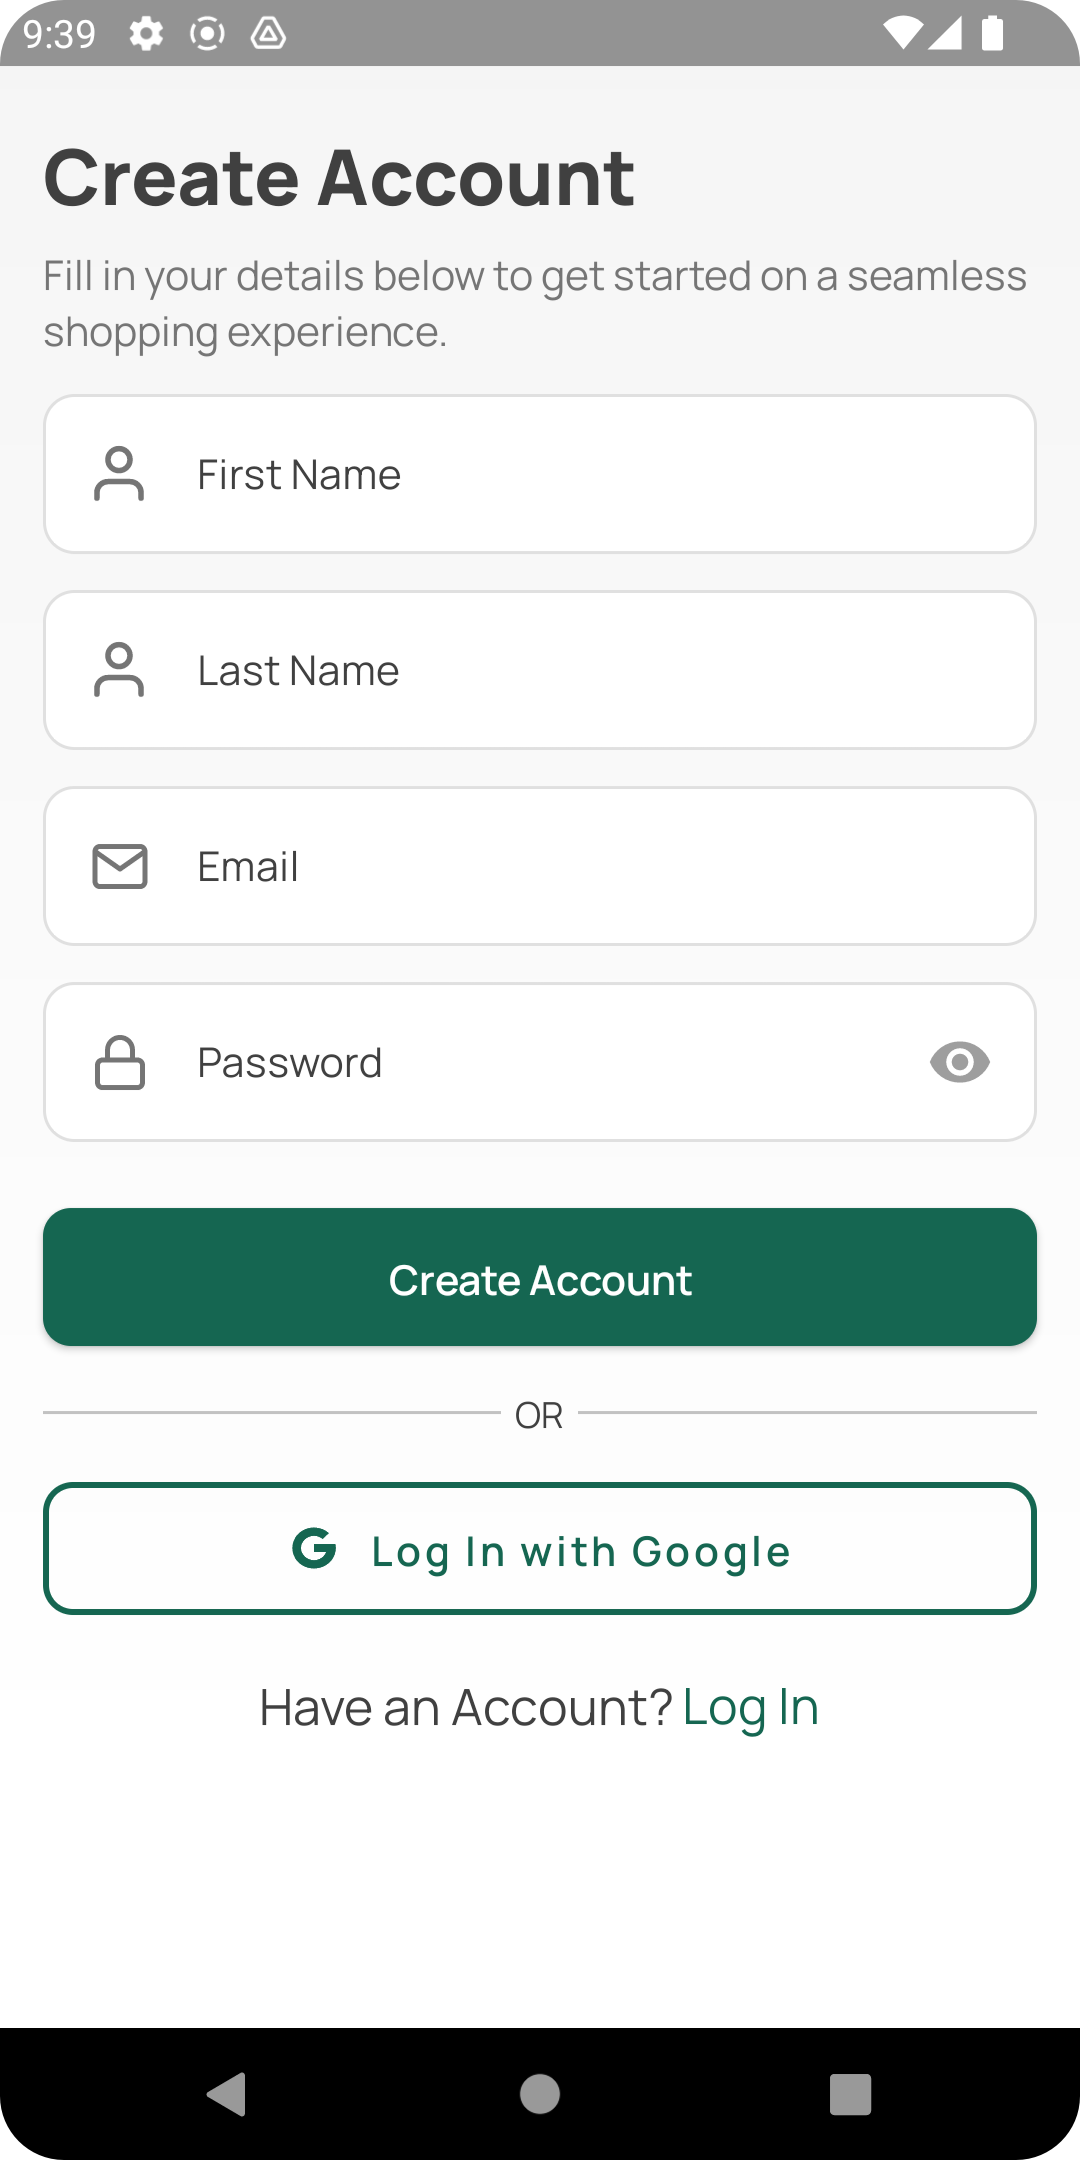 9:39
Create Account
Fill in your details below to get started on a seamless
shopping experience.
First Name
Last Name
Email
Password
Create Account
OR
Log In with Google
Have an Account? Log In